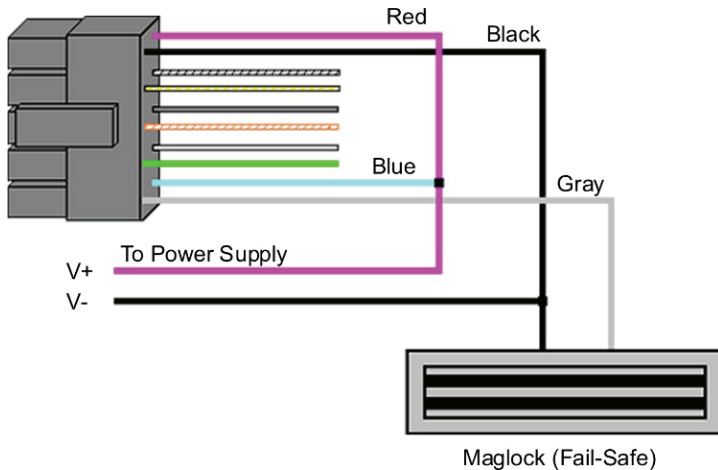 Red
Black
Blue
Gray
To Power Supply
V+
V-
Maglock (Fail-Safe)